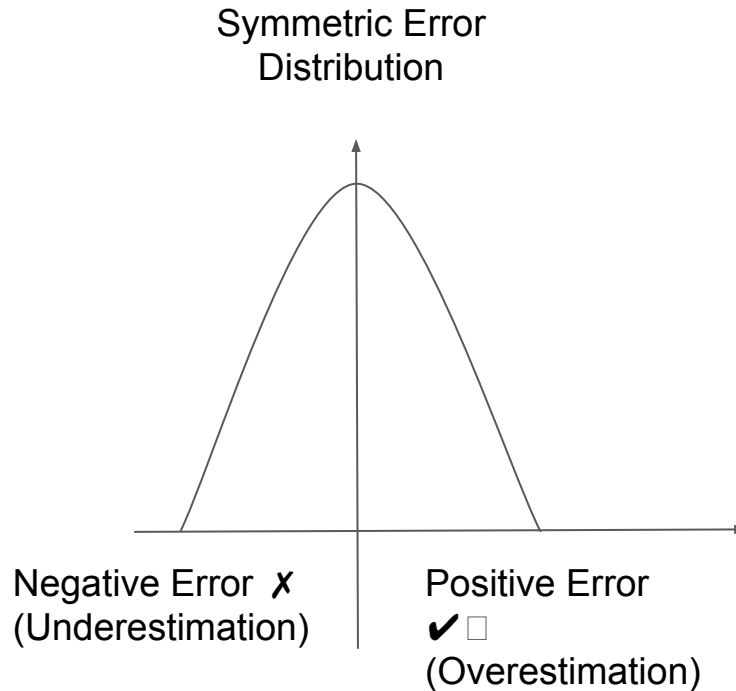 Symmetric Error
Distribution
Negative Error ✗
(Underestimation)
Positive Error
✔□
(Overestimation)